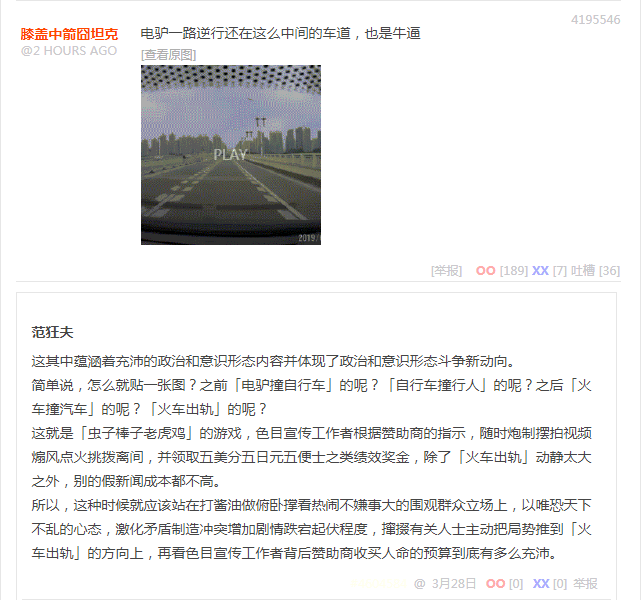 膝盖中箭囧坦克
@2 HOURS AGO
4195546
电驴一路逆行还在这么中间的车道，也是牛逼
[查看原图]
PLAY
[举报] OO [189] XX [7] 吐槽 [36]
范狂夫
这其中蕴涵着充沛的政治和意识形态内容并体现了政治和意识形态斗争新动向。
简单说，怎么就贴一张图？之前「电驴撞自行车」的呢？「自行车撞行人」的呢？之后「火
车撞汽车」的呢？「火车出轨」的呢？
这就是「虫子棒子老虎鸡」的游戏，色目宣传工作者根据赞助商的指示，随时炮制摆拍视频
煽风点火挑拨离间，并领取五美分五日元五便士之类绩效奖金，除了「火车出轨」动静太大
之外，别的假新闻成本都不高。
所以，这种时候就应该站在打酱油做俯卧撑看热闹不嫌事大的围观群众立场上，以唯恐天下
不乱的心态，激化矛盾制造冲突增加剧情跌宕起伏程度，撺掇有关人士主动把局势推到「火
车出轨」的方向上，再看色目宣传工作者背后赞助商收买人命的预算到底有多么充沛。
@ 3月28日 OO [0] XX [0] 举报